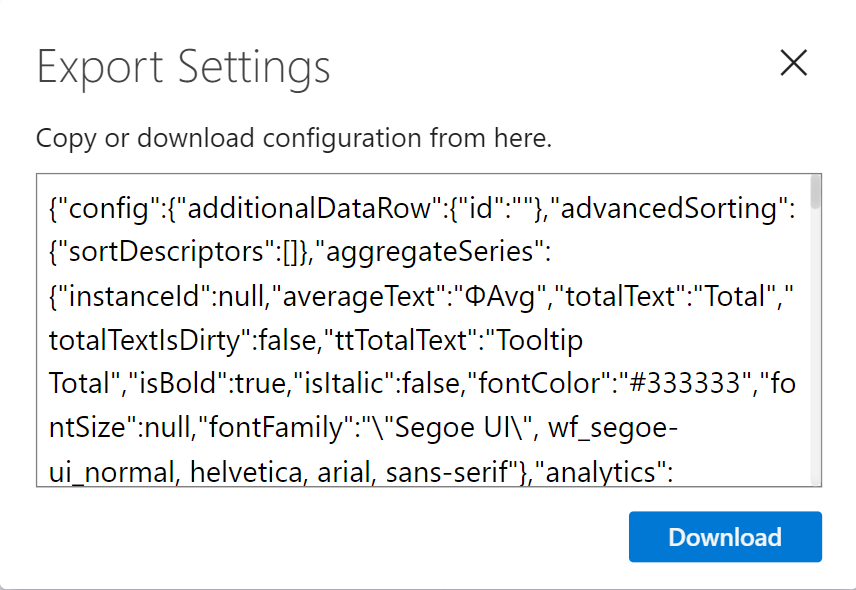 Export Settings
Copy or download configuration from here.
{"config":{"additionalDataRow":{"id":""},"advancedSorting":
{"sortDescriptors":[]},"aggregateSeries":
{"instanceId":null,"averageText":"ΦAvg","totalText":"Total","
totalTextIsDirty":false,"ttTotalText":"Tooltip
Total","isBold":true,"isItalic":false,"fontColor":"#333333","fo
ntSize":null,"fontFamily":"\"Segoe UI\", wf_segoe-
ui_normal, helvetica, arial, sans-serif"},"analytics":
Download